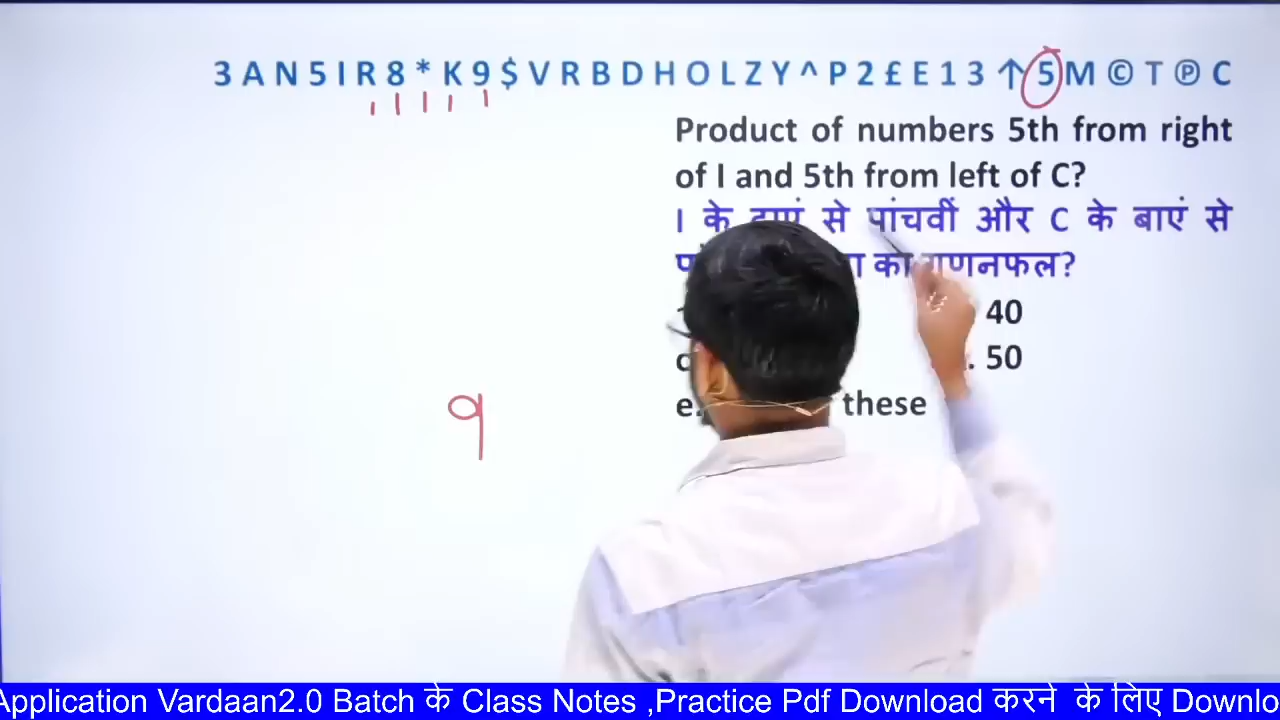 3 A N 5 I R 8 * K 9 $ V R B D H O L Z Y ^ P 2 £ E 1 3 ↑ 5 M © T ℗ C
Product of numbers 5th from right
of I and 5th from left of C?
I के दाएं से पांचवीं और C के बाएं से
का गुणनफल?
40
. 50
e. these
9
Application Vardaan2.0 Batch के Class Notes ,Practice Pdf Download करने के लिए Downlo